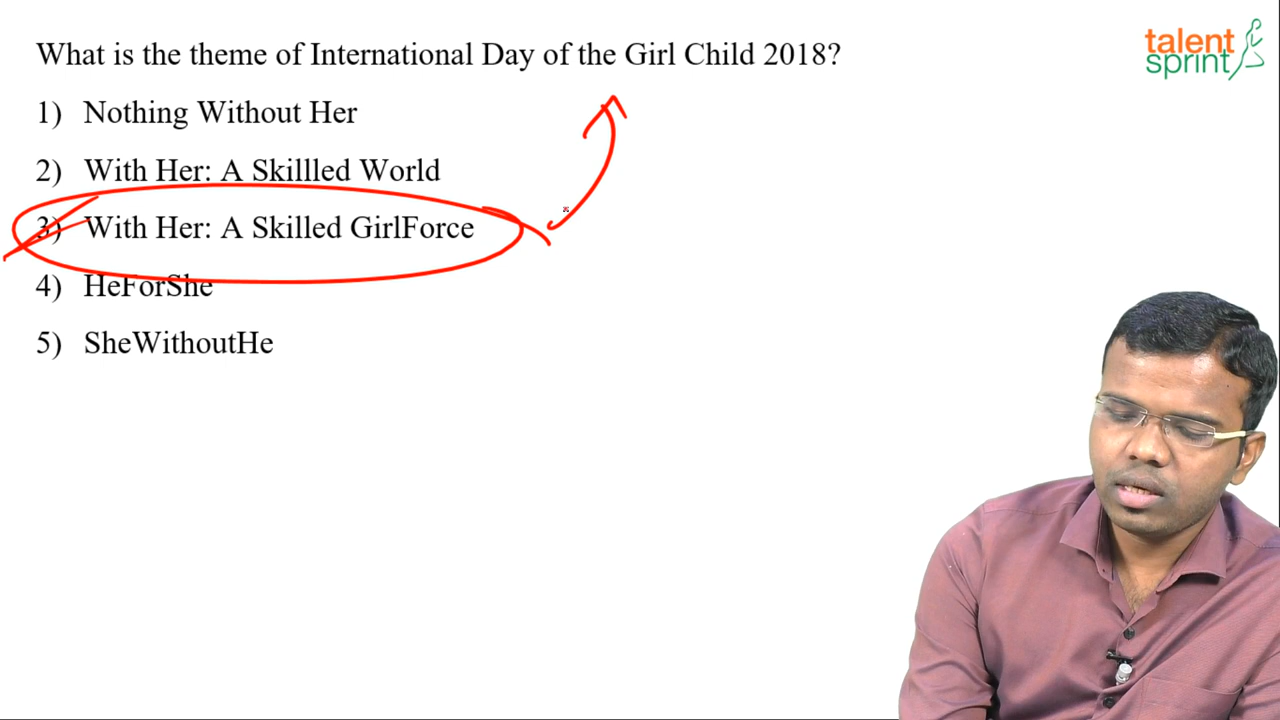 What is the theme of International Day of the Girl Child 2018?
1) Nothing Without Her
2) With Her: A Skillled World
3) With Her: A Skilled GirlForce
4) HeForShe
5) SheWithoutHe
talent
sprint